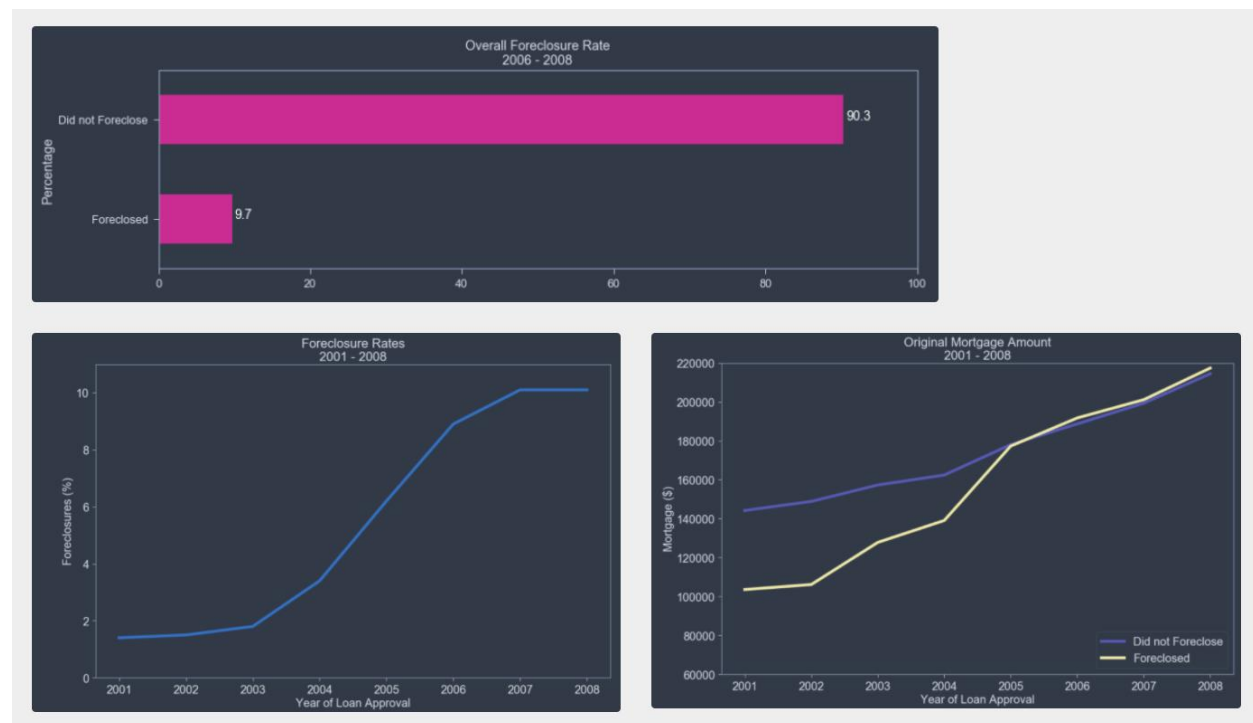 Overall Foreclosure Rate
2006 - 2008
Percentage
Did not Foreclose
90.3
Foreclosed
9.7
0 20 40 60 80 100
Foreclosure Rates
2001 - 2008
Foreclosures (%)
10
8
6
4
2
0
2001 2002 2003 2004 2005 2006 2007 2008
Year of Loan Approval
Original Mortgage Amount
2001 - 2008
Mortgage ($)
220000
200000
180000
160000
140000
120000
100000
80000
60000
Did not Foreclose
Foreclosed
2001 2002 2003 2004 2005 2006 2007 2008
Year of Loan Approval